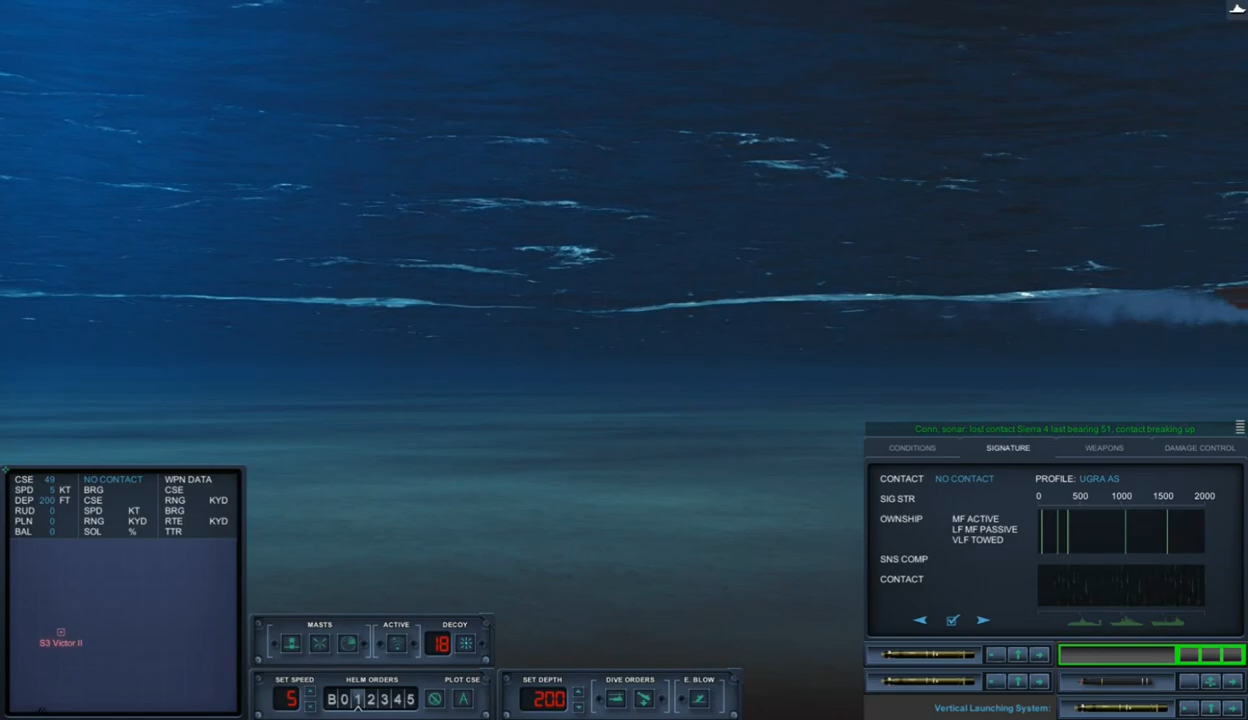 Conn, sonar: lost contact Sierra 4 last bearing 51, contact breaking up
CONDITIONS SIGNATURE WEAPONS DAMAGE CONTROL
CONTACT NO CONTACT PROFILE: UGRA AS
SIG STR 0 500 1000 1500 2000
OWNSHIP MF ACTIVE
LF MF PASSIVE
VLF TOWED
SNS COMP
CONTACT
CSE 49 NO CONTACT WPN DATA
SPD 5 KT BRG CSE
DEP 200 FT CSE RNG KYD
RUD 0 SPD KT BRG
PLN 0 RNG KYD RTE KYD
BAL 0 SOL % TTR
S3 Victor II
MASTS ACTIVE DECOY
18
SET SPEED HELM ORDERS PLOT CSE
5 B 0 1 2 3 4 5
SET DEPTH DIVE ORDERS E. BLOW
200
Vertical Launching System: